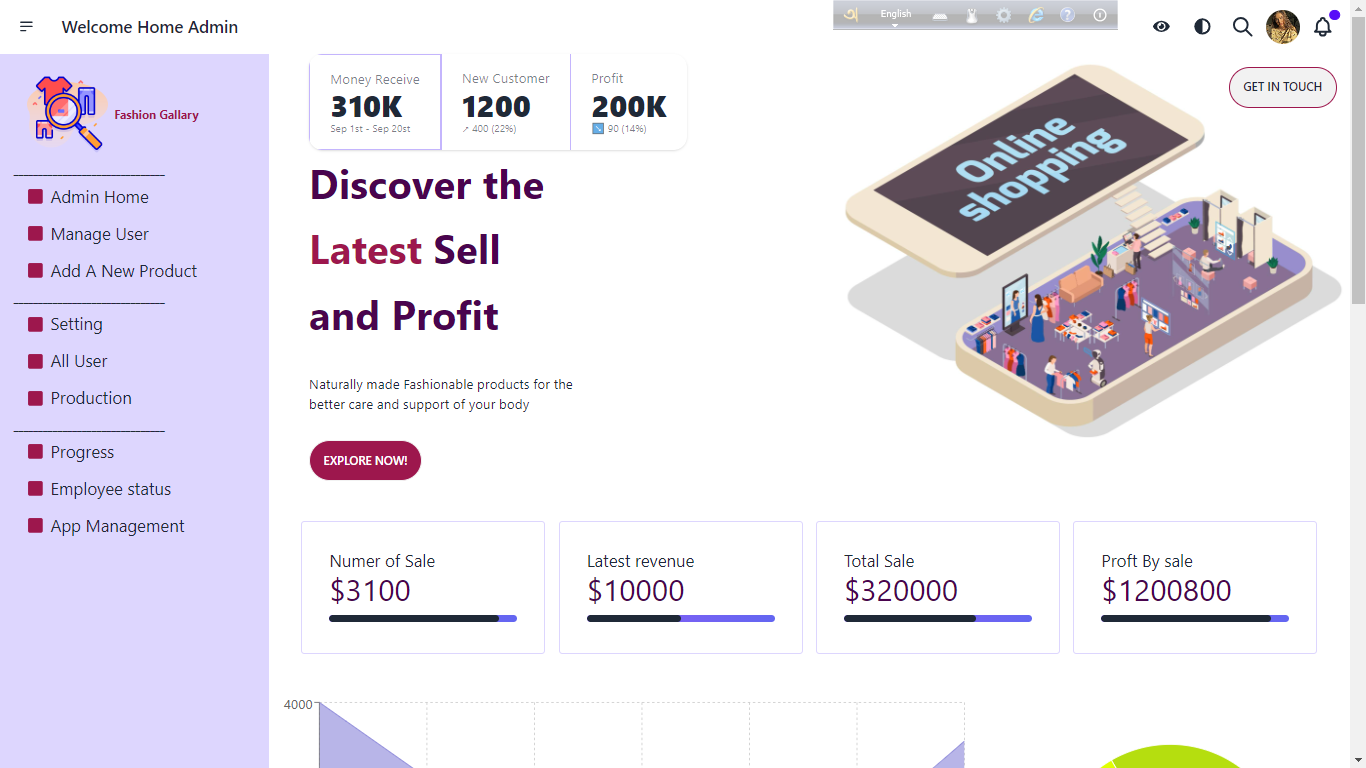 Welcome Home Admin
অ English
Fashion Gallary
Admin Home
Manage User
Add A New Product
Setting
All User
Production
Progress
Employee status
App Management
Money Receive
310K
Sep 1st - Sep 20st
New Customer
1200
↗︎ 400 (22%)
Profit
200K
↘️ 90 (14%)
GET IN TOUCH
Online
shopping
Discover the
Latest Sell
and Profit
Naturally made Fashionable products for the
better care and support of your body
EXPLORE NOW!
Numer of Sale
$3100
Latest revenue
$10000
Total Sale
$320000
Proft By sale
$1200800
4000